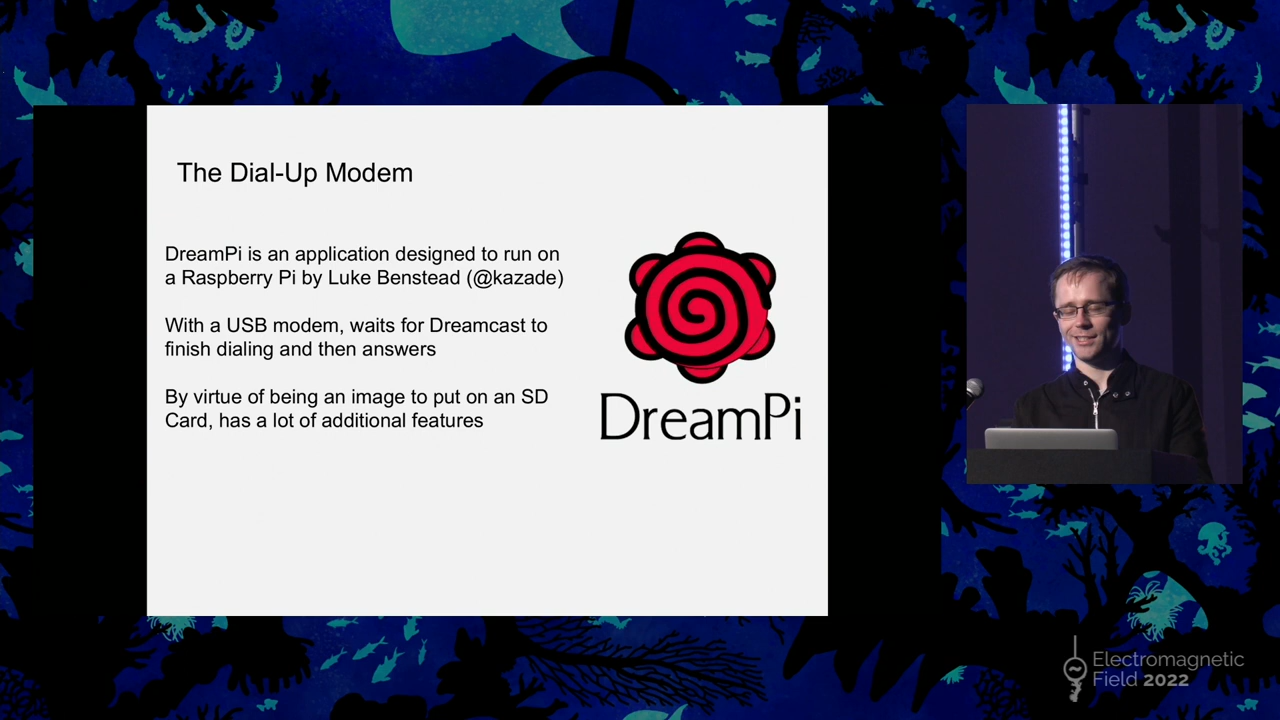 The Dial-Up Modem
DreamPi is an application designed to run on
a Raspberry Pi by Luke Benstead (@kazade)
With a USB modem, waits for Dreamcast to
finish dialing and then answers
By virtue of being an image to put on an SD
Card, has a lot of additional features
DreamPi
Electromagnetic
Field 2022